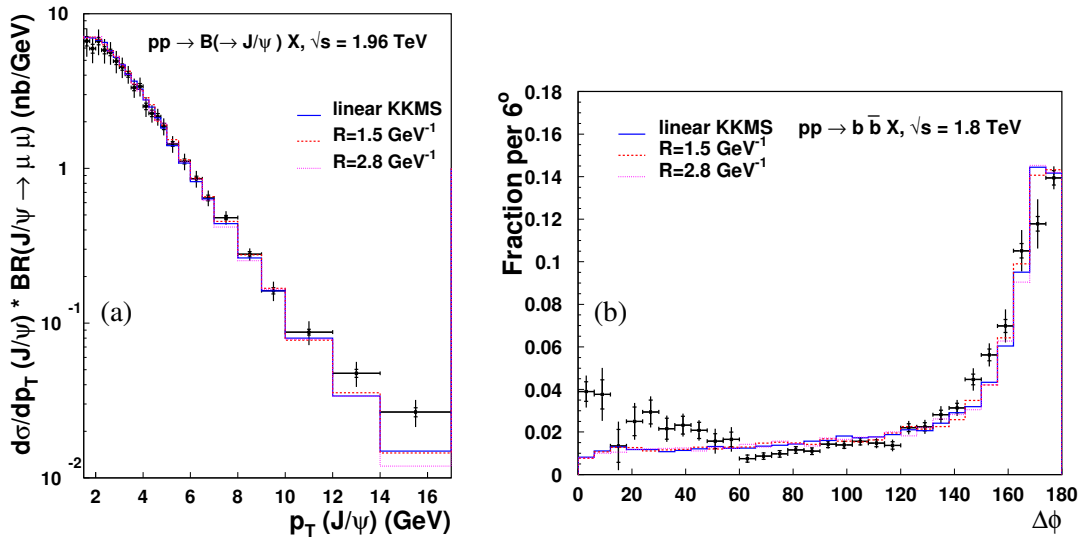 dσ/dp_T (J/ψ) * BR(J/ψ → μ μ) (nb/GeV)
10
1
10⁻¹
10⁻²
pp → B(→ J/ψ ) X, √s = 1.96 TeV
linear KKMS
R=1.5 GeV⁻¹
R=2.8 GeV⁻¹
(a)
2 4 6 8 10 12 14 16
p_T (J/ψ) (GeV)
Fraction per 6°
0.18
0.16
0.14
0.12
0.1
0.08
0.06
0.04
0.02
0
linear KKMS
R=1.5 GeV⁻¹
R=2.8 GeV⁻¹
pp → b b̅ X, √s = 1.8 TeV
(b)
0 20 40 60 80 100 120 140 160 180
Δϕ